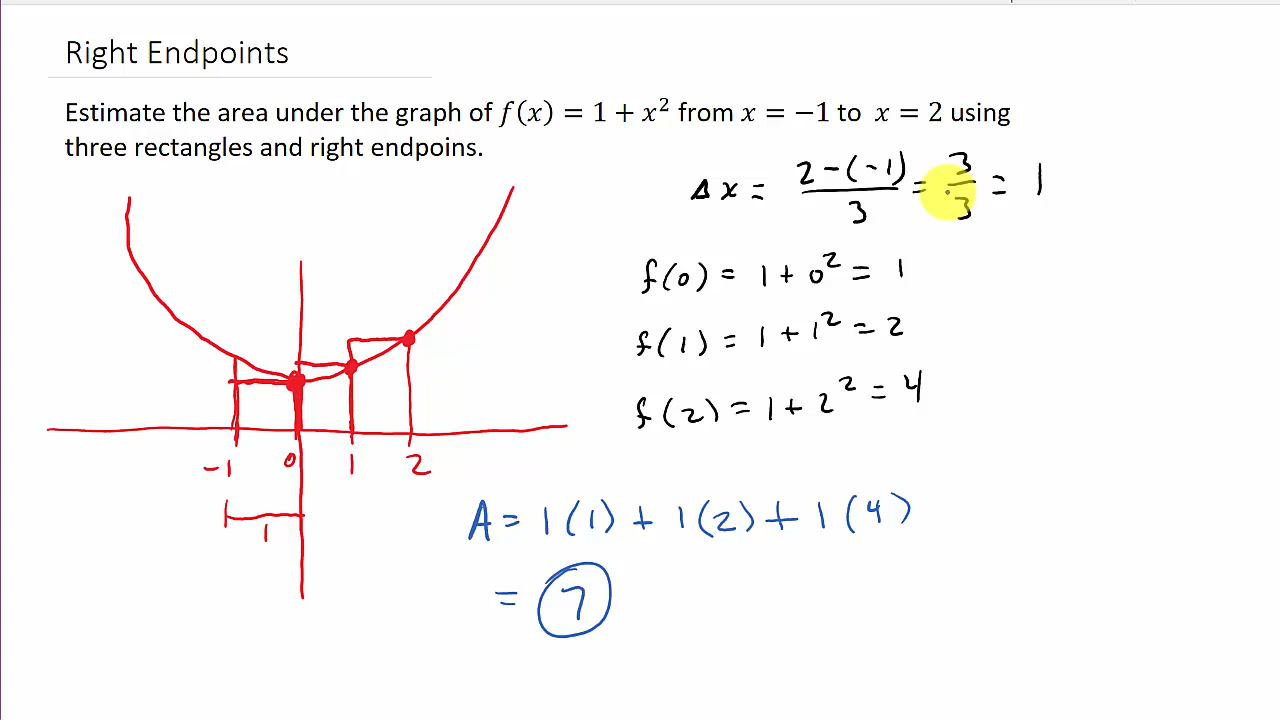 Right Endpoints
Estimate the area under the graph of f(x) = 1 + x² from x = −1 to x = 2 using
three rectangles and right endpoins.
Δx = 2-(-1)/3 = 3/3 = 1
f(0) = 1 + 0² = 1
f(1) = 1 + 1² = 2
f(2) = 1 + 2² = 4
-1 0 1 2
1
A = 1(1) + 1(2) + 1(4)
= 7